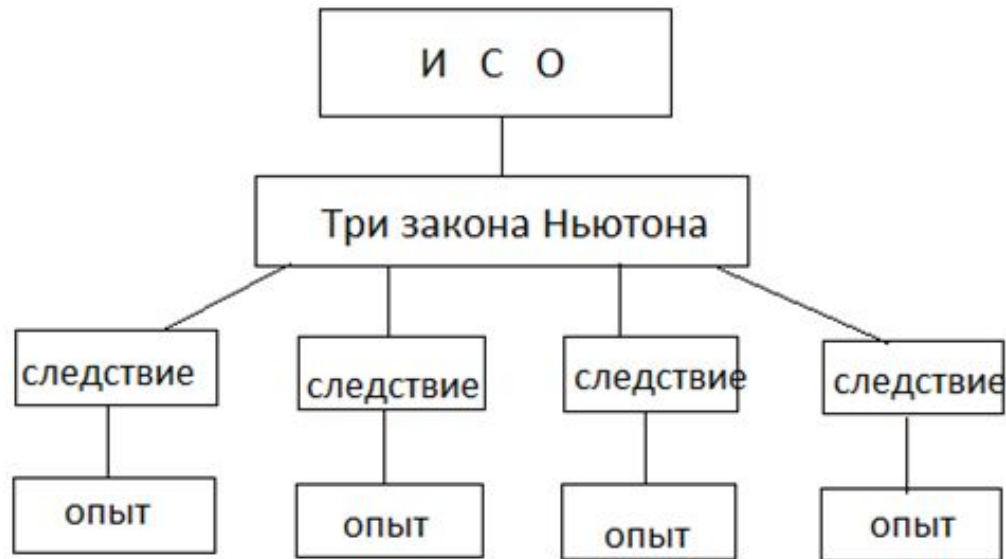 И С О
Три закона Ньютона
следствие
следствие
следствие
следствие
опыт
опыт
опыт
опыт